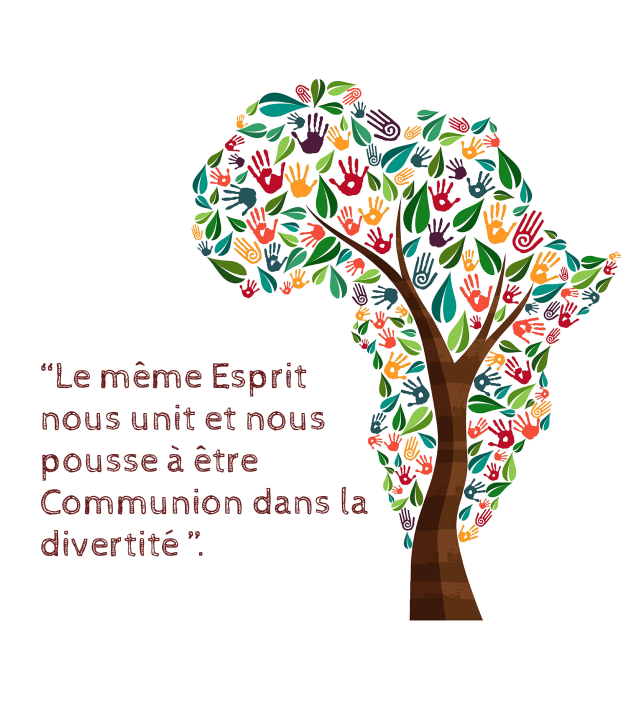 “Le même Esprit
nous unit et nous
pousse à être
Communion dans la
divertité ”.